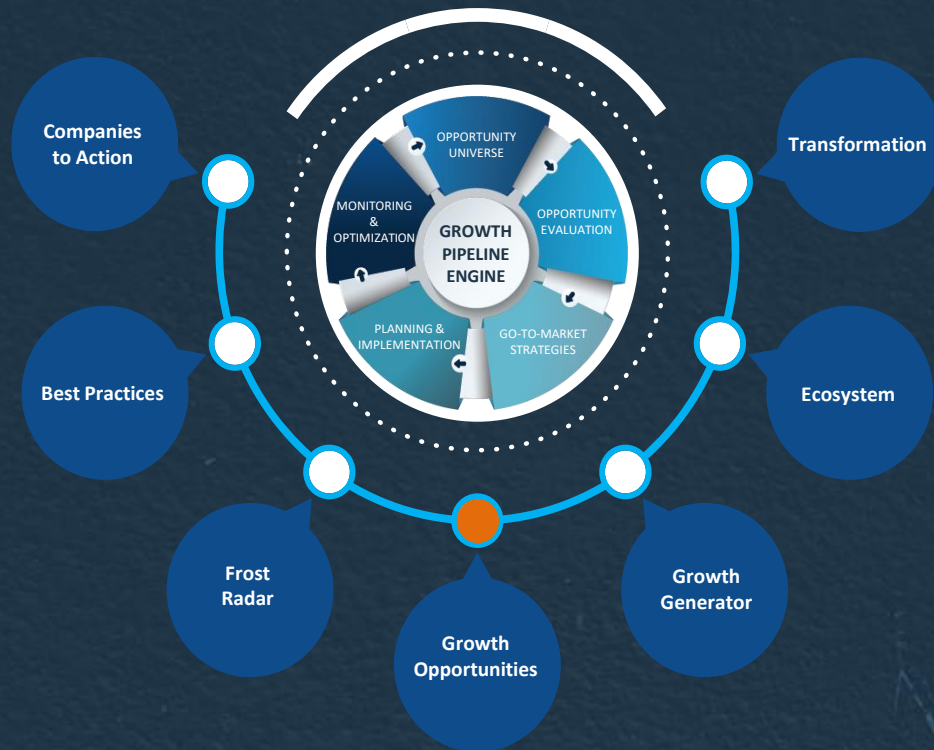 OPPORTUNITY
UNIVERSE
OPPORTUNITY
EVALUATION
GO-TO-MARKET
STRATEGIES
PLANNING &
IMPLEMENTATION
MONITORING
&
OPTIMIZATION
GROWTH
PIPELINE
ENGINE
Companies
to Action
Best Practices
Frost
Radar
Growth
Opportunities
Growth
Generator
Ecosystem
Transformation